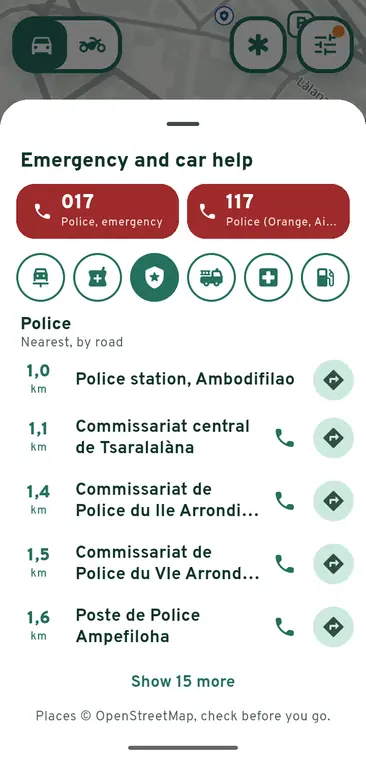 P
Làlana
Emergency and car help
017
Police, emergency
117
Police (Orange, Ai...
Police
Nearest, by road
1,0
km
Police station, Ambodifilao
1,1
km
Commissariat central
de Tsaralalàna
1,4
km
Commissariat de
Police du IIe Arrondi...
1,5
km
Commissariat de
Police du VIe Arrond...
1,6
km
Poste de Police
Ampefiloha
Show 15 more
Places © OpenStreetMap, check before you go.